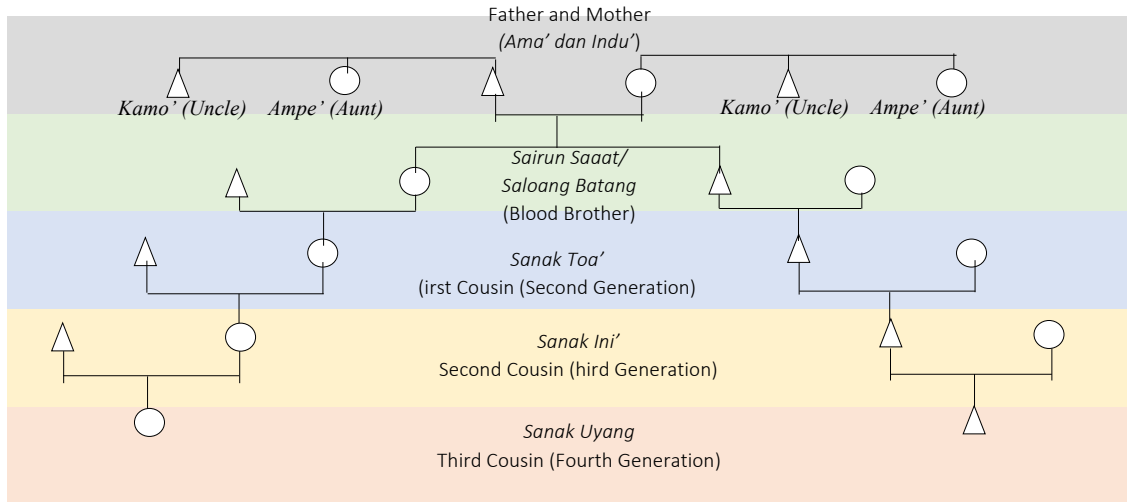 Father and Mother
(Ama’ dan Indu’)
Kamo’ (Uncle) Ampe’ (Aunt) Kamo’ (Uncle) Ampe’ (Aunt)
Sairun Saaat/
Saloang Batang
(Blood Brother)
Sanak Toa’
(irst Cousin (Second Generation)
Sanak Ini’
Second Cousin (hird Generation)
Sanak Uyang
Third Cousin (Fourth Generation)